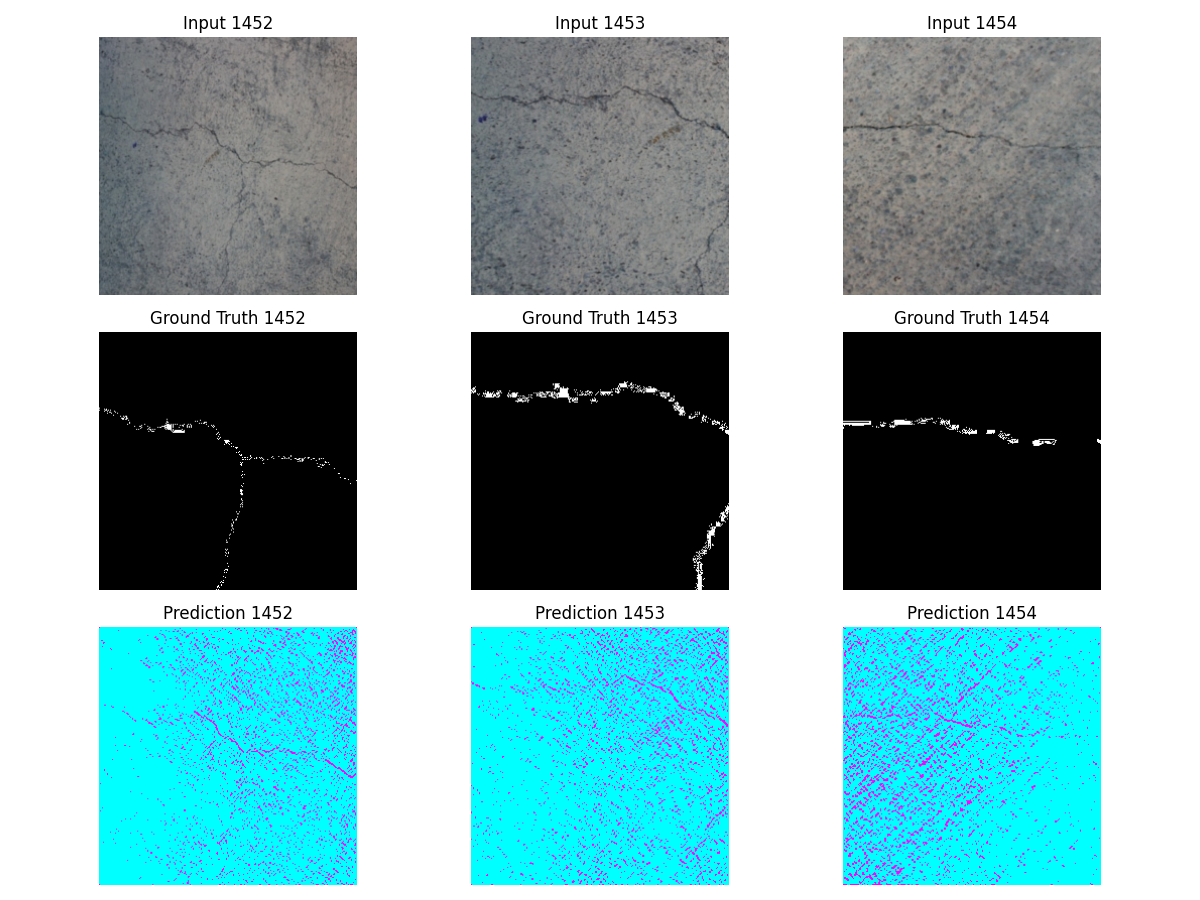 Input 1452
Input 1453
Input 1454
Ground Truth 1452
Ground Truth 1453
Ground Truth 1454
Prediction 1452
Prediction 1453
Prediction 1454